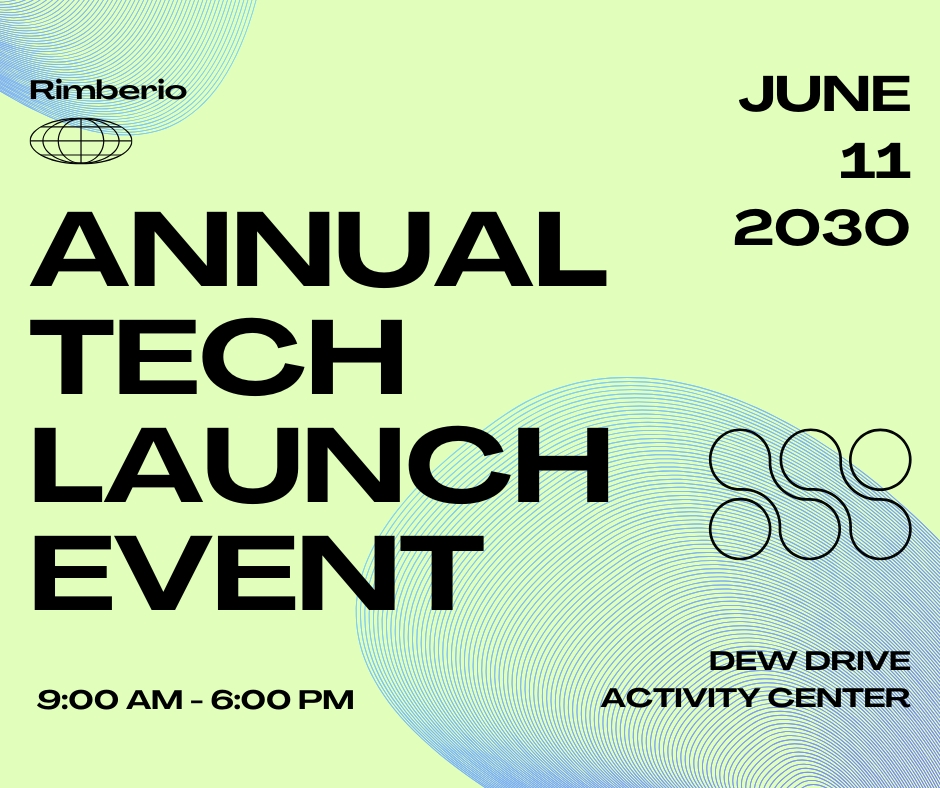 Rimberio
JUNE
11
2030
ANNUAL
TECH
LAUNCH
EVENT
9:00 AM - 6:00 PM
DEW DRIVE
ACTIVITY CENTER